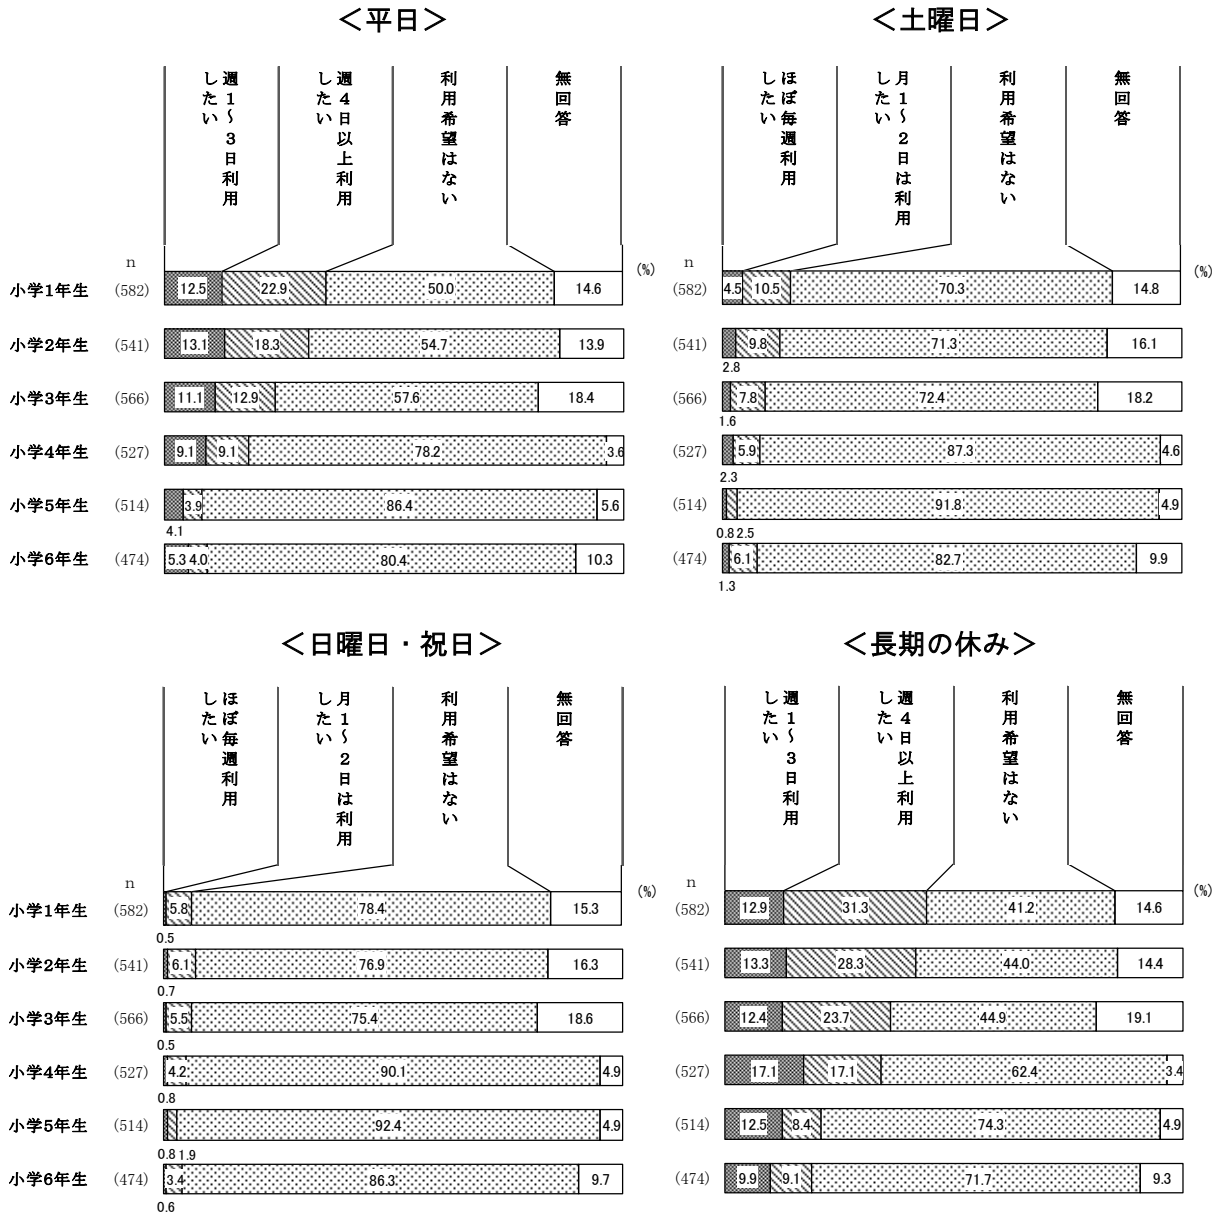 ＜平日＞
週１～３日利用
したい
週４日以上利用
したい
利用希望はない
無回答
n
(%)
小学1年生 (582) 12.5 22.9 50.0 14.6
小学2年生 (541) 13.1 18.3 54.7 13.9
小学3年生 (566) 11.1 12.9 57.6 18.4
小学4年生 (527) 9.1 9.1 78.2 3.6
小学5年生 (514) 3.9 86.4 5.6
4.1
小学6年生 (474) 5.3 4.0 80.4 10.3
＜土曜日＞
ほぼ毎週利用
したい
月１～２日は利用
したい
利用希望はない
無回答
n
(%)
(582) 4.5 10.5 70.3 14.8
(541) 9.8 71.3 16.1
2.8
(566) 7.8 72.4 18.2
1.6
(527) 5.9 87.3 4.6
2.3
(514) 91.8 4.9
0.8 2.5
(474) 6.1 82.7 9.9
1.3
＜日曜日・祝日＞
ほぼ毎週利用
したい
月１～２日は利用
したい
利用希望はない
無回答
n
(%)
小学1年生 (582) 5.8 78.4 15.3
0.5
小学2年生 (541) 6.1 76.9 16.3
0.7
小学3年生 (566) 5.5 75.4 18.6
0.5
小学4年生 (527) 4.2 90.1 4.9
0.8
小学5年生 (514) 92.4 4.9
0.8 1.9
小学6年生 (474) 3.4 86.3 9.7
0.6
＜長期の休み＞
週１～３日利用
したい
週４日以上利用
したい
利用希望はない
無回答
n
(%)
(582) 12.9 31.3 41.2 14.6
(541) 13.3 28.3 44.0 14.4
(566) 12.4 23.7 44.9 19.1
(527) 17.1 17.1 62.4 3.4
(514) 12.5 8.4 74.3 4.9
(474) 9.9 9.1 71.7 9.3